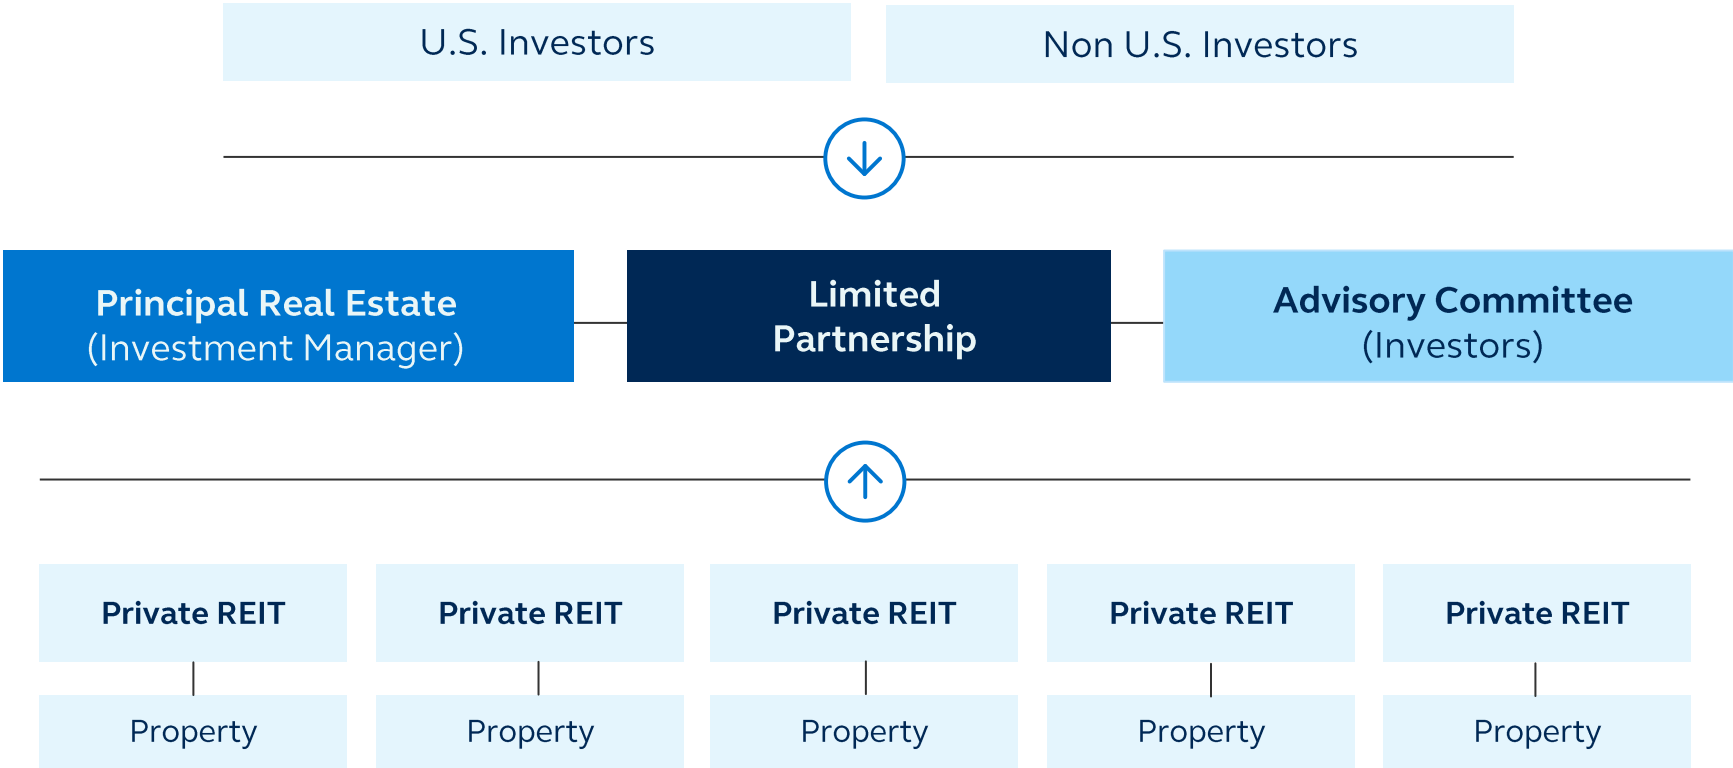 U.S. Investors
Non U.S. Investors
Principal Real Estate
(Investment Manager)
Limited
Partnership
Advisory Committee
(Investors)
Private REIT
Private REIT
Private REIT
Private REIT
Private REIT
Property
Property
Property
Property
Property